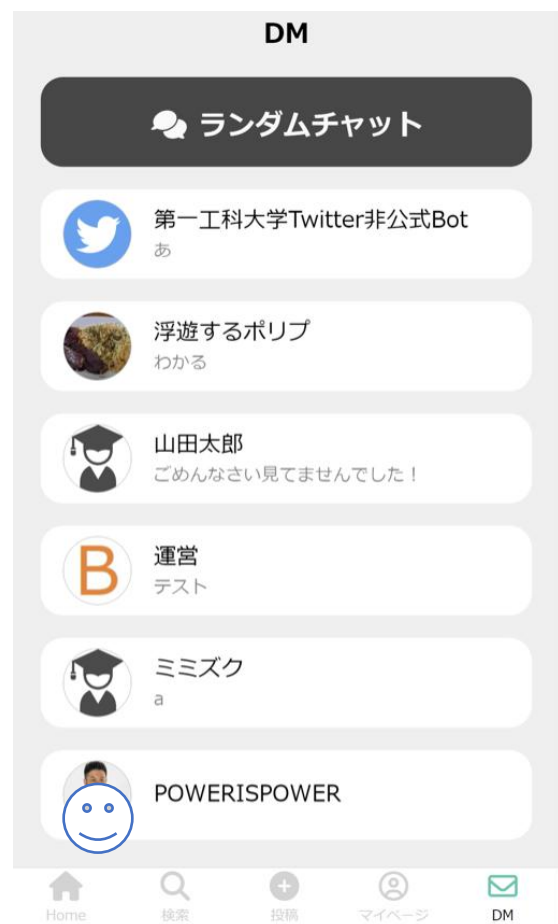 DM
ランダムチャット
第一工科大学Twitter非公式Bot
あ
浮遊するポリプ
わかる
山田太郎
ごめんなさい見てませんでした！
B
運営
テスト
ミミズク
a
POWERISPOWER
Home 検索 投稿 マイページ DM